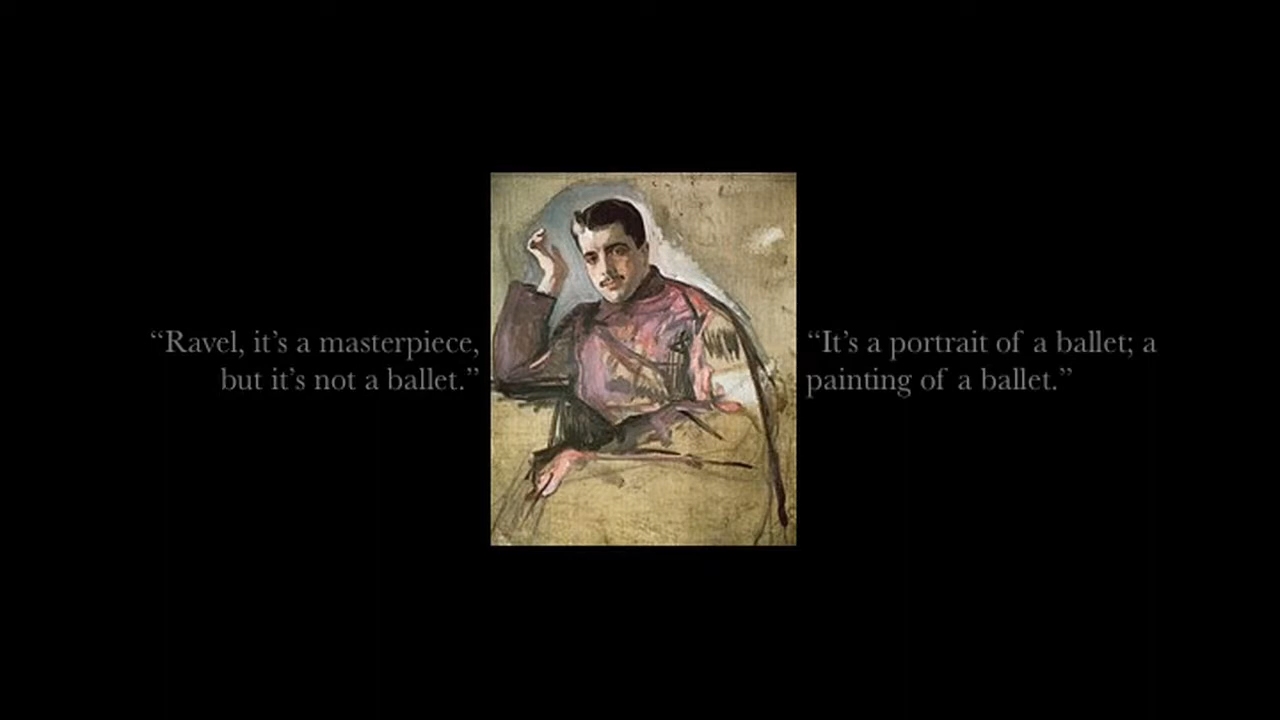 “Ravel, it’s a masterpiece,
but it’s not a ballet.”
“It’s a portrait of a ballet; a
painting of a ballet.”